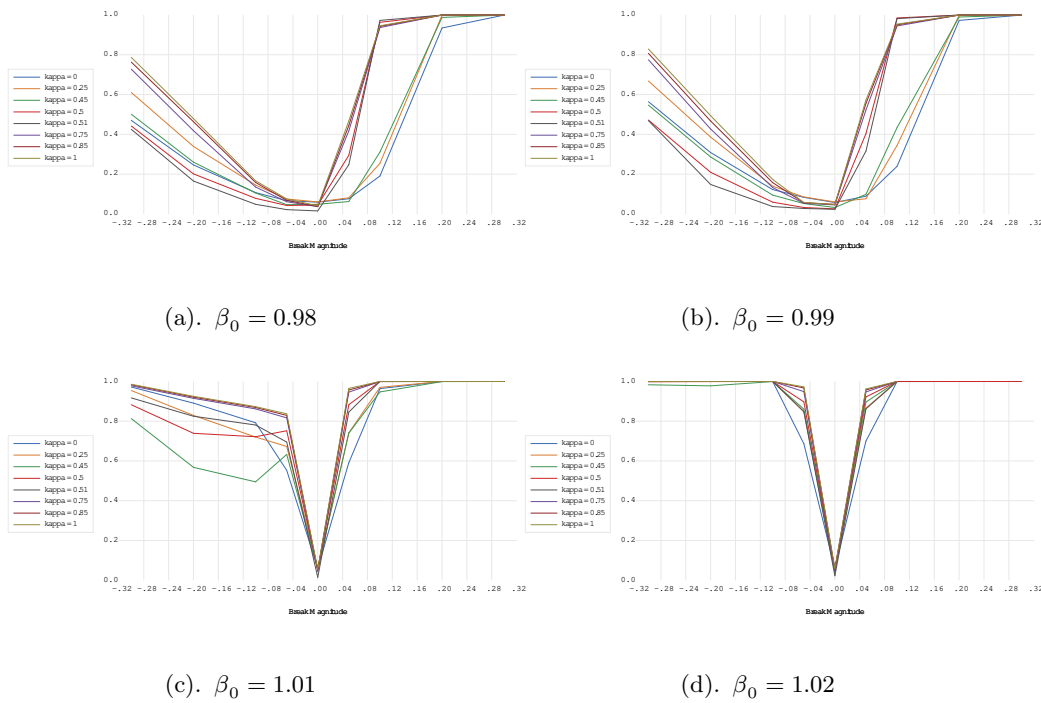 1.0
0.8
0.6
0.4
0.2
0.0
-.32 -.28 -.24 -.20 -.16 -.12 -.08 -.04 .00 .04 .08 .12 .16 .20 .24 .28 .32
Break Magnitude
kappa = 0
kappa = 0.25
kappa = 0.45
kappa = 0.5
kappa = 0.51
kappa = 0.75
kappa = 0.85
kappa = 1
(a). β₀ = 0.98
1.0
0.8
0.6
0.4
0.2
0.0
-.32 -.28 -.24 -.20 -.16 -.12 -.08 -.04 .00 .04 .08 .12 .16 .20 .24 .28 .32
Break Magnitude
kappa = 0
kappa = 0.25
kappa = 0.45
kappa = 0.5
kappa = 0.51
kappa = 0.75
kappa = 0.85
kappa = 1
(b). β₀ = 0.99
1.0
0.8
0.6
0.4
0.2
0.0
-.32 -.28 -.24 -.20 -.16 -.12 -.08 -.04 .00 .04 .08 .12 .16 .20 .24 .28 .32
Break Magnitude
kappa = 0
kappa = 0.25
kappa = 0.45
kappa = 0.5
kappa = 0.51
kappa = 0.75
kappa = 0.85
kappa = 1
(c). β₀ = 1.01
1.0
0.8
0.6
0.4
0.2
0.0
-.32 -.28 -.24 -.20 -.16 -.12 -.08 -.04 .00 .04 .08 .12 .16 .20 .24 .28 .32
Break Magnitude
kappa = 0
kappa = 0.25
kappa = 0.45
kappa = 0.5
kappa = 0.51
kappa = 0.75
kappa = 0.85
kappa = 1
(d). β₀ = 1.02